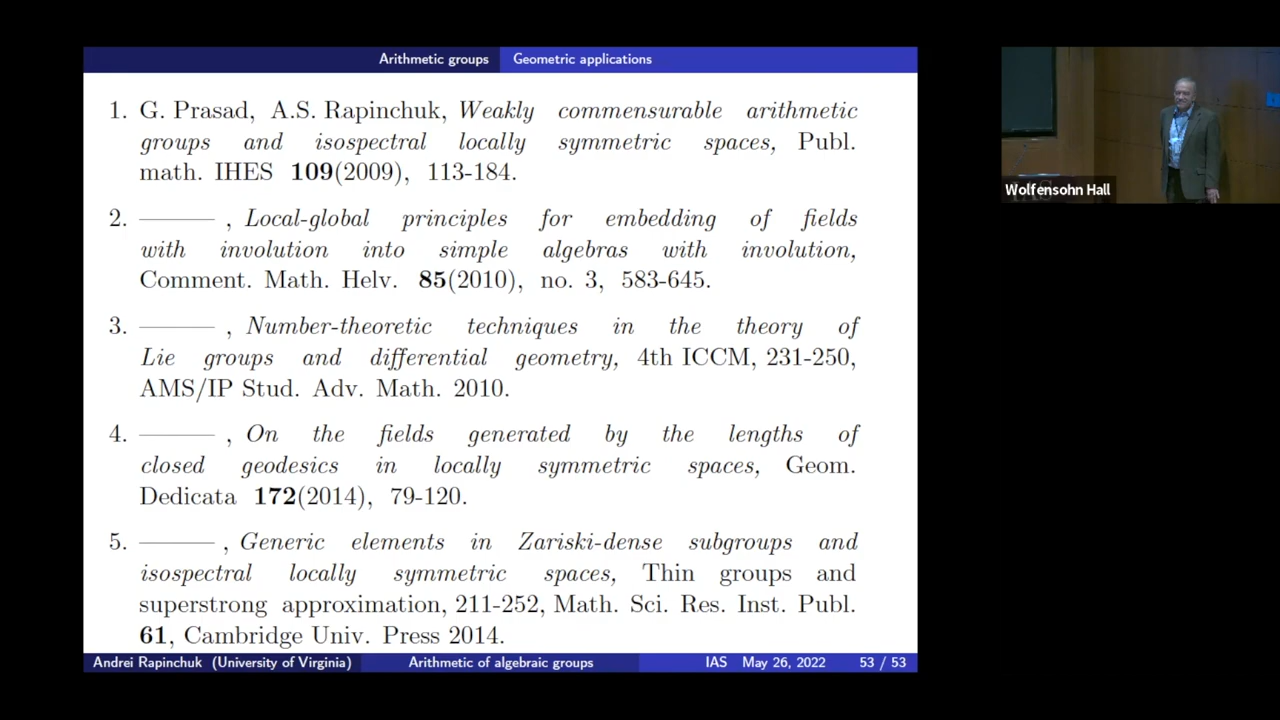 Arithmetic groups Geometric applications
1. G. Prasad, A.S. Rapinchuk, Weakly commensurable arithmetic
groups and isospectral locally symmetric spaces, Publ.
math. IHES 109(2009), 113-184.
2. ——— , Local-global principles for embedding of fields
with involution into simple algebras with involution,
Comment. Math. Helv. 85(2010), no. 3, 583-645.
3. ——— , Number-theoretic techniques in the theory of
Lie groups and differential geometry, 4th ICCM, 231-250,
AMS/IP Stud. Adv. Math. 2010.
4. ——— , On the fields generated by the lengths of
closed geodesics in locally symmetric spaces, Geom.
Dedicata 172(2014), 79-120.
5. ——— , Generic elements in Zariski-dense subgroups and
isospectral locally symmetric spaces, Thin groups and
superstrong approximation, 211-252, Math. Sci. Res. Inst. Publ.
61, Cambridge Univ. Press 2014.
Andrei Rapinchuk (University of Virginia) Arithmetic of algebraic groups IAS May 26, 2022 53 / 53
Wolfensohn Hall
IAS